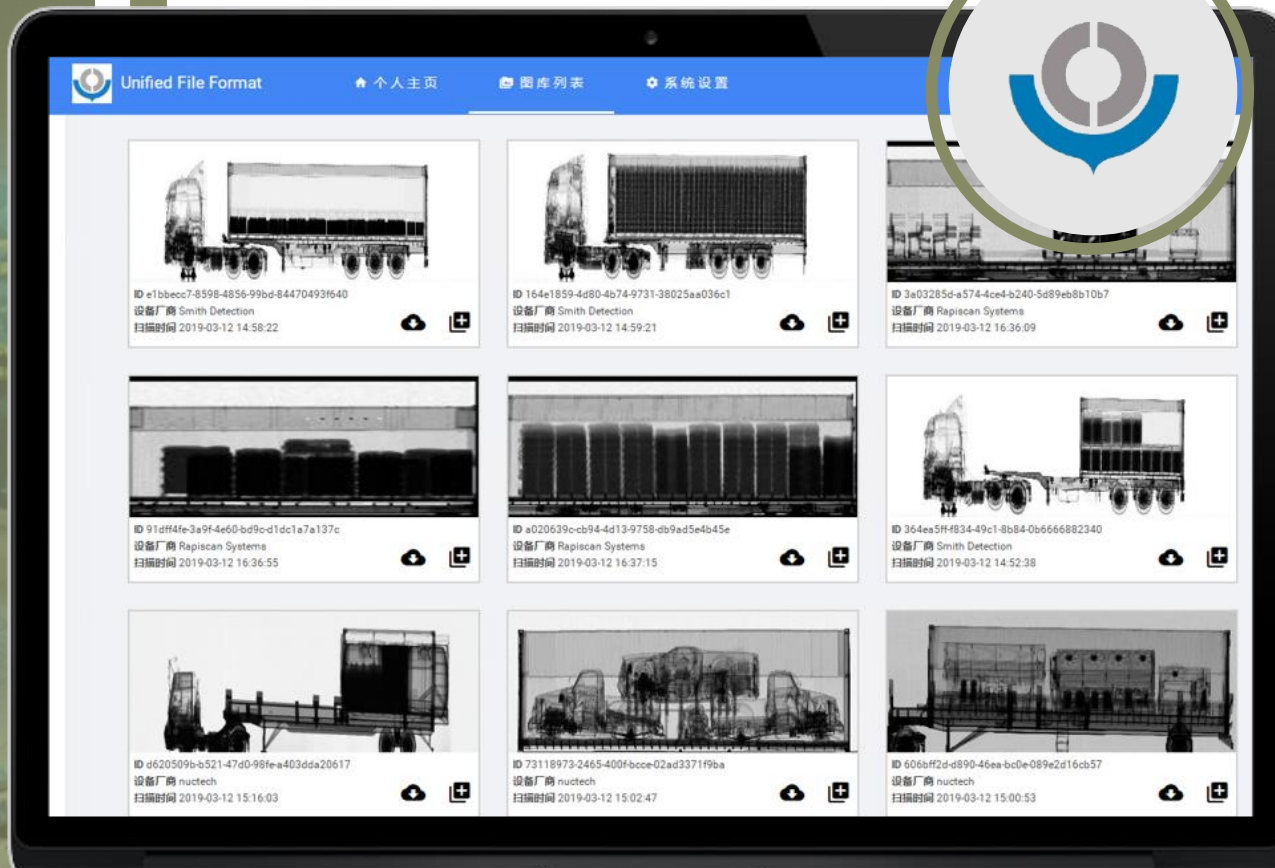 Unified File Format
个人主页
图库列表
系统设置
ID e1bbecc7-8598-4856-99bd-84470493f640
设备厂商 Smith Detection
扫描时间 2019-03-12 14:58:22
ID 164e1859-4d80-4b74-9731-38025aa036c1
设备厂商 Smith Detection
扫描时间 2019-03-12 14:59:21
ID 3a03285d-a574-4ce4-b240-5d89eb8b10b7
设备厂商 Rapiscan Systems
扫描时间 2019-03-12 16:36:09
ID 91dff4fe-3a9f-4e60-bd9c-d1dc1a7a137c
设备厂商 Rapiscan Systems
扫描时间 2019-03-12 16:36:55
ID a020639c-cb94-4d13-9758-db9ad5e4b45e
设备厂商 Rapiscan Systems
扫描时间 2019-03-12 16:37:15
ID 364ea5ff-f834-49c1-8b84-0b6666882340
设备厂商 Smith Detection
扫描时间 2019-03-12 14:52:38
ID d620509b-b521-47d0-98fe-a403dda20617
设备厂商 nuctech
扫描时间 2019-03-12 15:16:03
ID 73118973-2465-400f-bcce-02ad3371f9ba
设备厂商 nuctech
扫描时间 2019-03-12 15:02:47
ID 606bff2d-d890-46ea-bc0e-089e2d16cb57
设备厂商 nuctech
扫描时间 2019-03-12 15:00:53